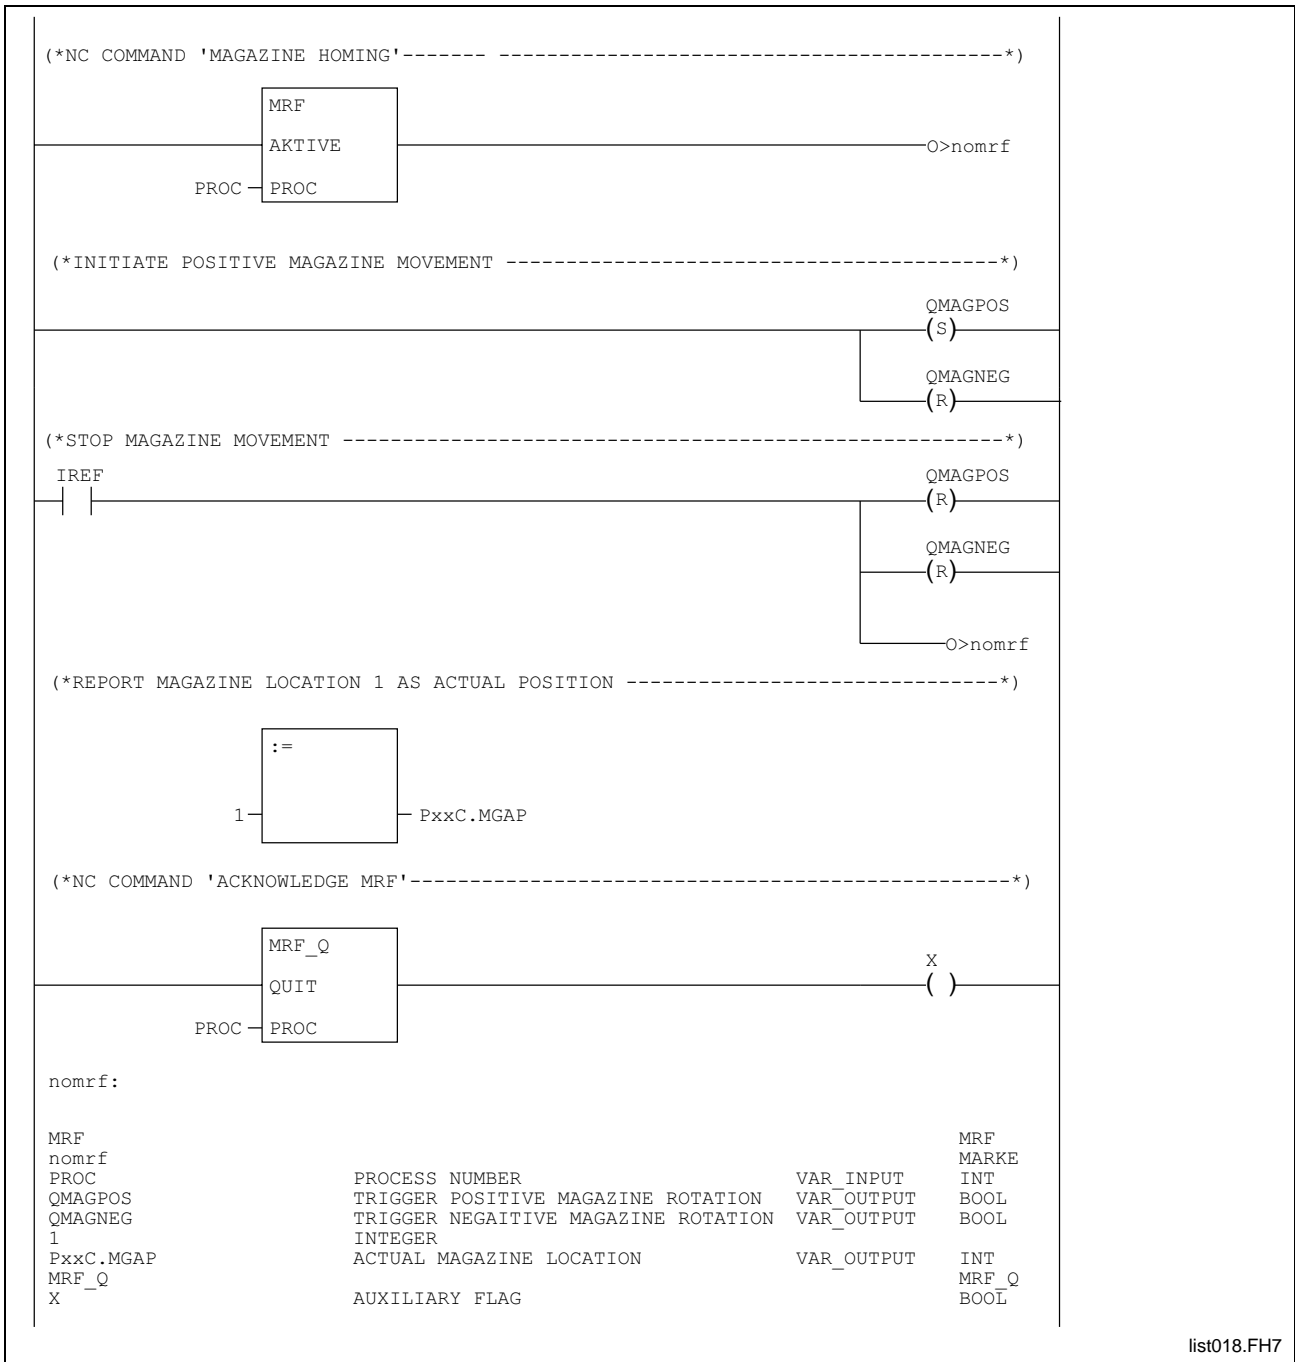 (*NC COMMAND 'MAGAZINE HOMING'------- ------------------------------------------*)
MRF
AKTIVE
O>nomrf
PROC
PROC
(*INITIATE POSITIVE MAGAZINE MOVEMENT -----------------------------------------*)
QMAGPOS
(S)
QMAGNEG
(R)
(*STOP MAGAZINE MOVEMENT -------------------------------------------------------*)
IREF
QMAGPOS
(R)
QMAGNEG
(R)
O>nomrf
(*REPORT MAGAZINE LOCATION 1 AS ACTUAL POSITION -------------------------------*)
:=
1
PxxC.MGAP
(*NC COMMAND 'ACKNOWLEDGE MRF'--------------------------------------------------*)
MRF_Q
X
QUIT
( )
PROC
PROC
nomrf:
MRF MRF
nomrf MARKE
PROC PROCESS NUMBER VAR_INPUT INT
QMAGPOS TRIGGER POSITIVE MAGAZINE ROTATION VAR_OUTPUT BOOL
QMAGNEG TRIGGER NEGAITIVE MAGAZINE ROTATION VAR_OUTPUT BOOL
1 INTEGER
PxxC.MGAP ACTUAL MAGAZINE LOCATION VAR_OUTPUT INT
MRF_Q MRF_Q
X AUXILIARY FLAG BOOL
list018.FH7